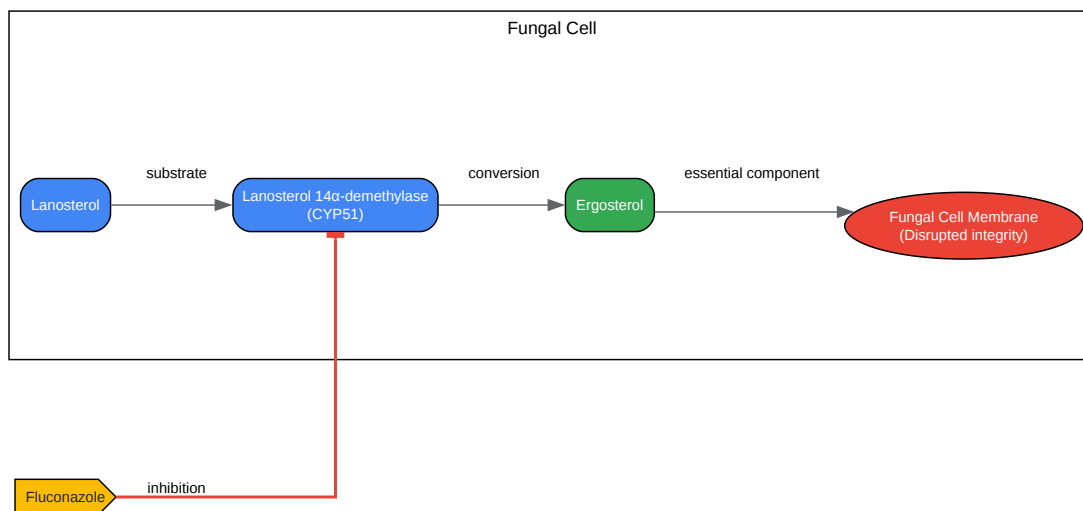 Fungal Cell
substrate
conversion
essential component
Lanosterol
Lanosterol 14α-demethylase
(CYP51)
Ergosterol
Fungal Cell Membrane
(Disrupted integrity)
Fluconazole
inhibition